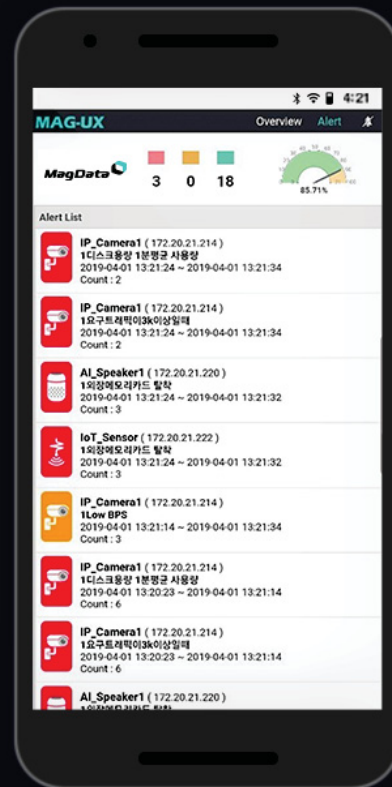 4:21
MAG-UX Overview Alert
MagData 3 0 18
85.71%
Alert List
IP_Camera1 ( 172.20.21.214 )
1디스크용량 1분평균 사용량
2019-04-01 13:21:24 ~ 2019-04-01 13:21:34
Count : 2
IP_Camera1 ( 172.20.21.214 )
1요구트래픽이3k이상일때
2019-04-01 13:21:24 ~ 2019-04-01 13:21:34
Count : 2
AI_Speaker1 ( 172.20.21.220 )
1외장메모리카드 탈착
2019-04-01 13:21:24 ~ 2019-04-01 13:21:32
Count : 3
IoT_Sensor ( 172.20.21.222 )
1외장메모리카드 탈착
2019-04-01 13:21:24 ~ 2019-04-01 13:21:32
Count : 3
IP_Camera1 ( 172.20.21.214 )
1Low BPS
2019-04-01 13:21:14 ~ 2019-04-01 13:21:34
Count : 3
IP_Camera1 ( 172.20.21.214 )
1디스크용량 1분평균 사용량
2019-04-01 13:20:23 ~ 2019-04-01 13:21:14
Count : 6
IP_Camera1 ( 172.20.21.214 )
1요구트래픽이3k이상일때
2019-04-01 13:20:23 ~ 2019-04-01 13:21:14
Count : 6
AI_Speaker1 ( 172.20.21.220 )